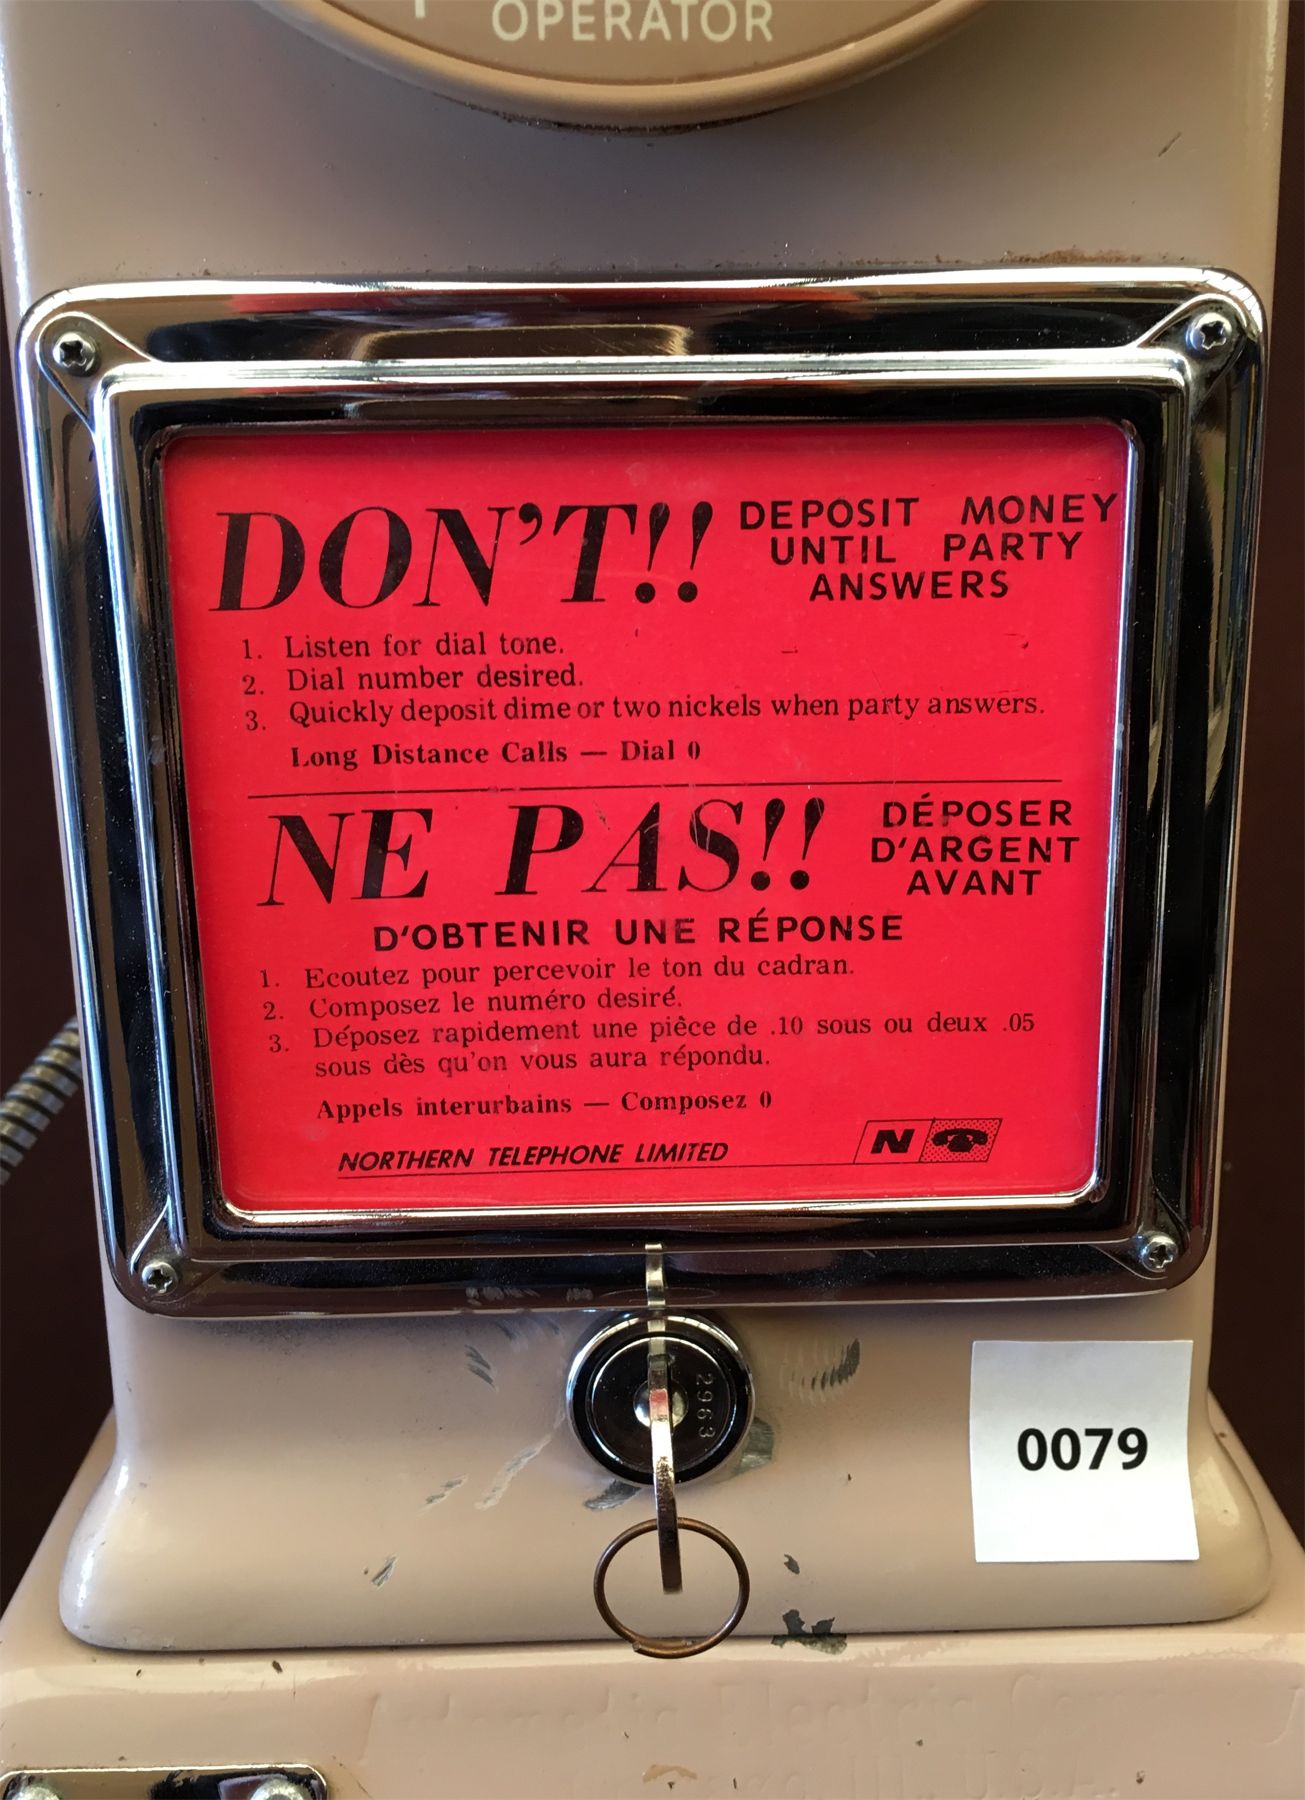 OPERATOR
DON'T!! DEPOSIT MONEY
UNTIL PARTY
ANSWERS
1. Listen for dial tone.
2. Dial number desired.
3. Quickly deposit dime or two nickels when party answers.
Long Distance Calls — Dial 0
NE PAS!! DÉPOSER
D'ARGENT
AVANT
D'OBTENIR UNE RÉPONSE
1. Ecoutez pour percevoir le ton du cadran.
2. Composez le numéro desiré.
3. Déposez rapidement une pièce de .10 sous ou deux .05
sous dès qu'on vous aura répondu.
Appels interurbains — Composez 0
NORTHERN TELEPHONE LIMITED N
2963
0079
Automatic Electric
Ill. U.S.A.